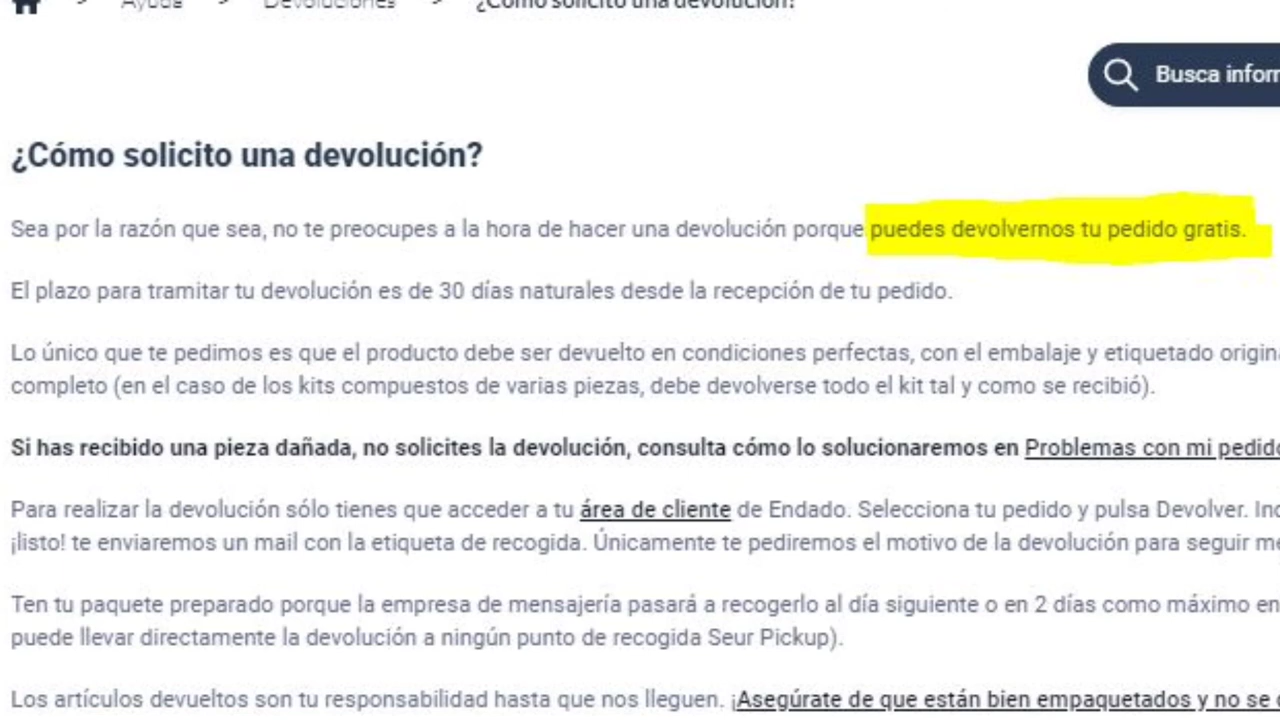 > Ayuda > Devoluciones > ¿Cómo solicito una devolución?
Busca
¿Cómo solicito una devolución?
Sea por la razón que sea, no te preocupes a la hora de hacer una devolución porque puedes devolvernos tu pedido gratis.
El plazo para tramitar tu devolución es de 30 días naturales desde la recepción de tu pedido.
Lo único que te pedimos es que el producto debe ser devuelto en condiciones perfectas, con el embalaje y etiquetado
completo (en el caso de los kits compuestos de varias piezas, debe devolverse todo el kit tal y como se recibió).
Si has recibido una pieza dañada, no solicites la devolución, consulta cómo lo solucionaremos en Problemas con mi pedido
Para realizar la devolución sólo tienes que acceder a tu área de cliente de Endado. Selecciona tu pedido y pulsa Devolver.
¡listo! te enviaremos un mail con la etiqueta de recogida. Únicamente te pediremos el motivo de la devolución para seguir
Ten tu paquete preparado porque la empresa de mensajería pasará a recogerlo al día siguiente o en 2 días como máximo en
puede llevar directamente la devolución a ningún punto de recogida Seur Pickup).
Los artículos devueltos son tu responsabilidad hasta que nos lleguen. ¡Asegúrate de que están bien empaquetados y no se